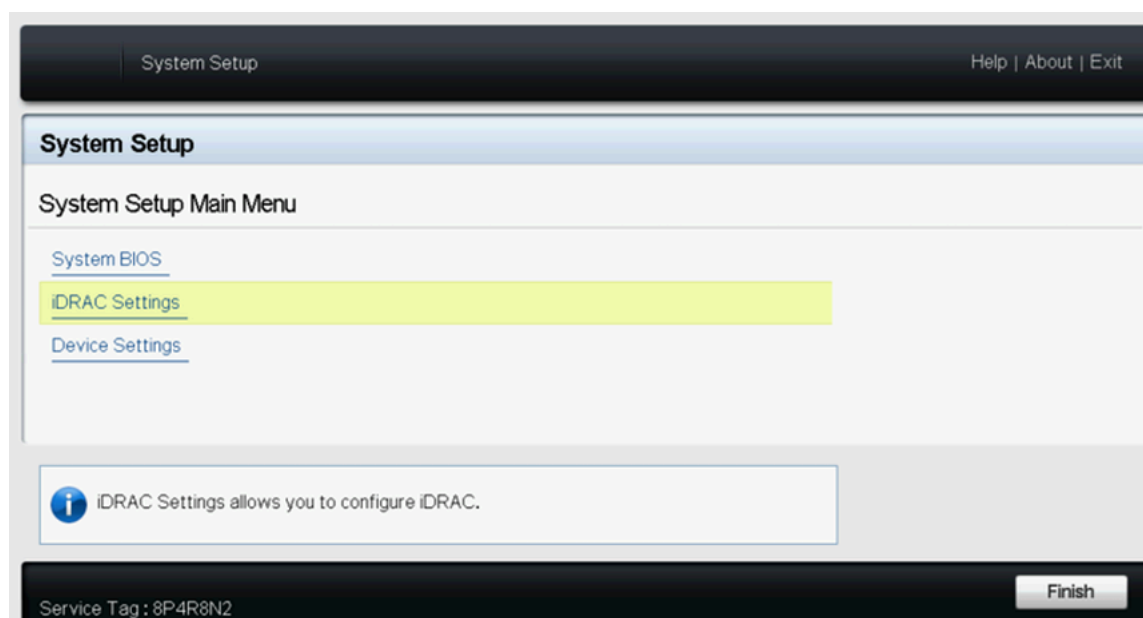 System Setup
Help | About | Exit
System Setup
System Setup Main Menu
System BIOS
iDRAC Settings
Device Settings
iDRAC Settings allows you to configure iDRAC.
Service Tag : 8P4R8N2
Finish